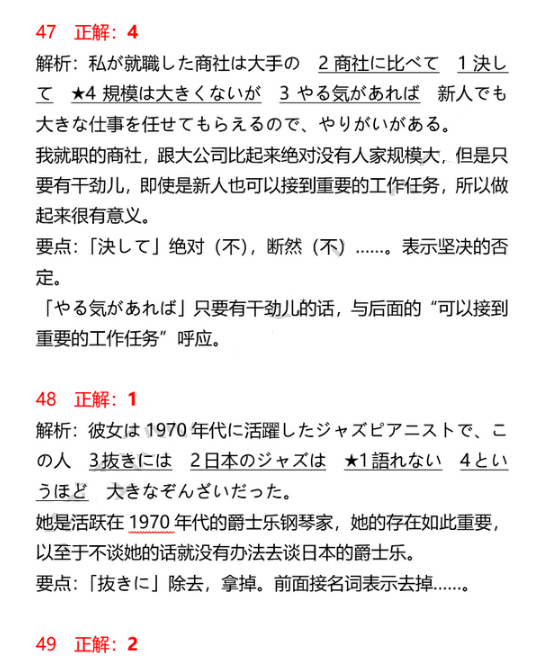 47 正解：4
解析：私が就職した商社は大手の 2 商社に比べて 1 決し
て ★4 規模は大きくないが 3 やる気があれば 新人でも
大きな仕事を任せてもらえるので、やりがいがある。
我就职的商社，跟大公司比起来绝对没有人家规模大，但是只
要有干劲儿，即使是新人也可以接到重要的工作任务，所以做
起来很有意义。
要点：「決して」绝对（不），断然（不）……。表示坚决的否
定。
「やる気があれば」只要有干劲儿的话，与后面的“可以接到
重要的工作任务”呼应。
48 正解：1
解析：彼女は 1970 年代に活躍したジャズピアニストで、こ
の人 3抜きには 2日本のジャズは ★1語れない 4とい
うほど 大きなぞんざいだった。
她是活跃在 1970 年代的爵士乐钢琴家，她的存在如此重要，
以至于不谈她的话就没有办法去谈日本的爵士乐。
要点：「抜きに」除去，拿掉。前面接名词表示去掉……。
49 正解：2